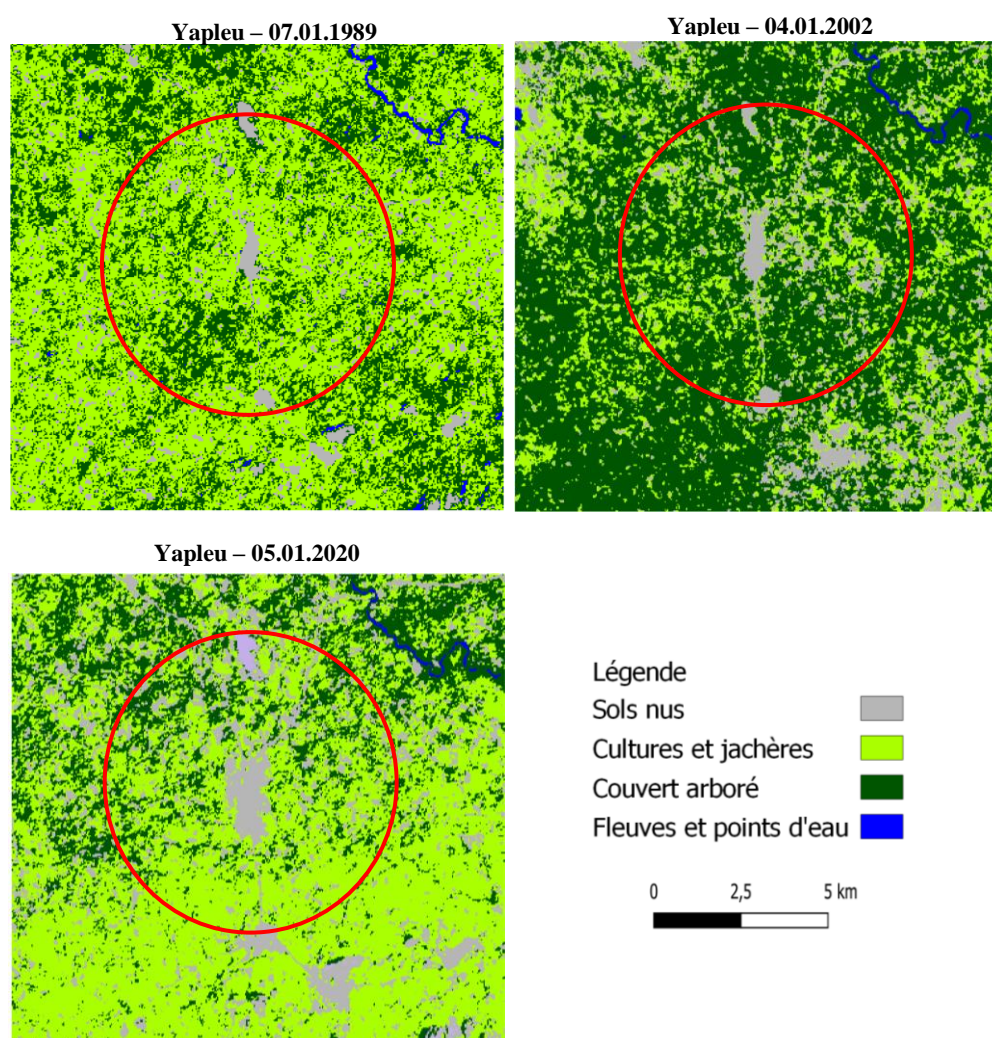 Yapleu – 07.01.1989
Yapleu – 04.01.2002
Yapleu – 05.01.2020
Légende
Sols nus
Cultures et jachères
Couvert arboré
Fleuves et points d'eau
0 2,5 5 km